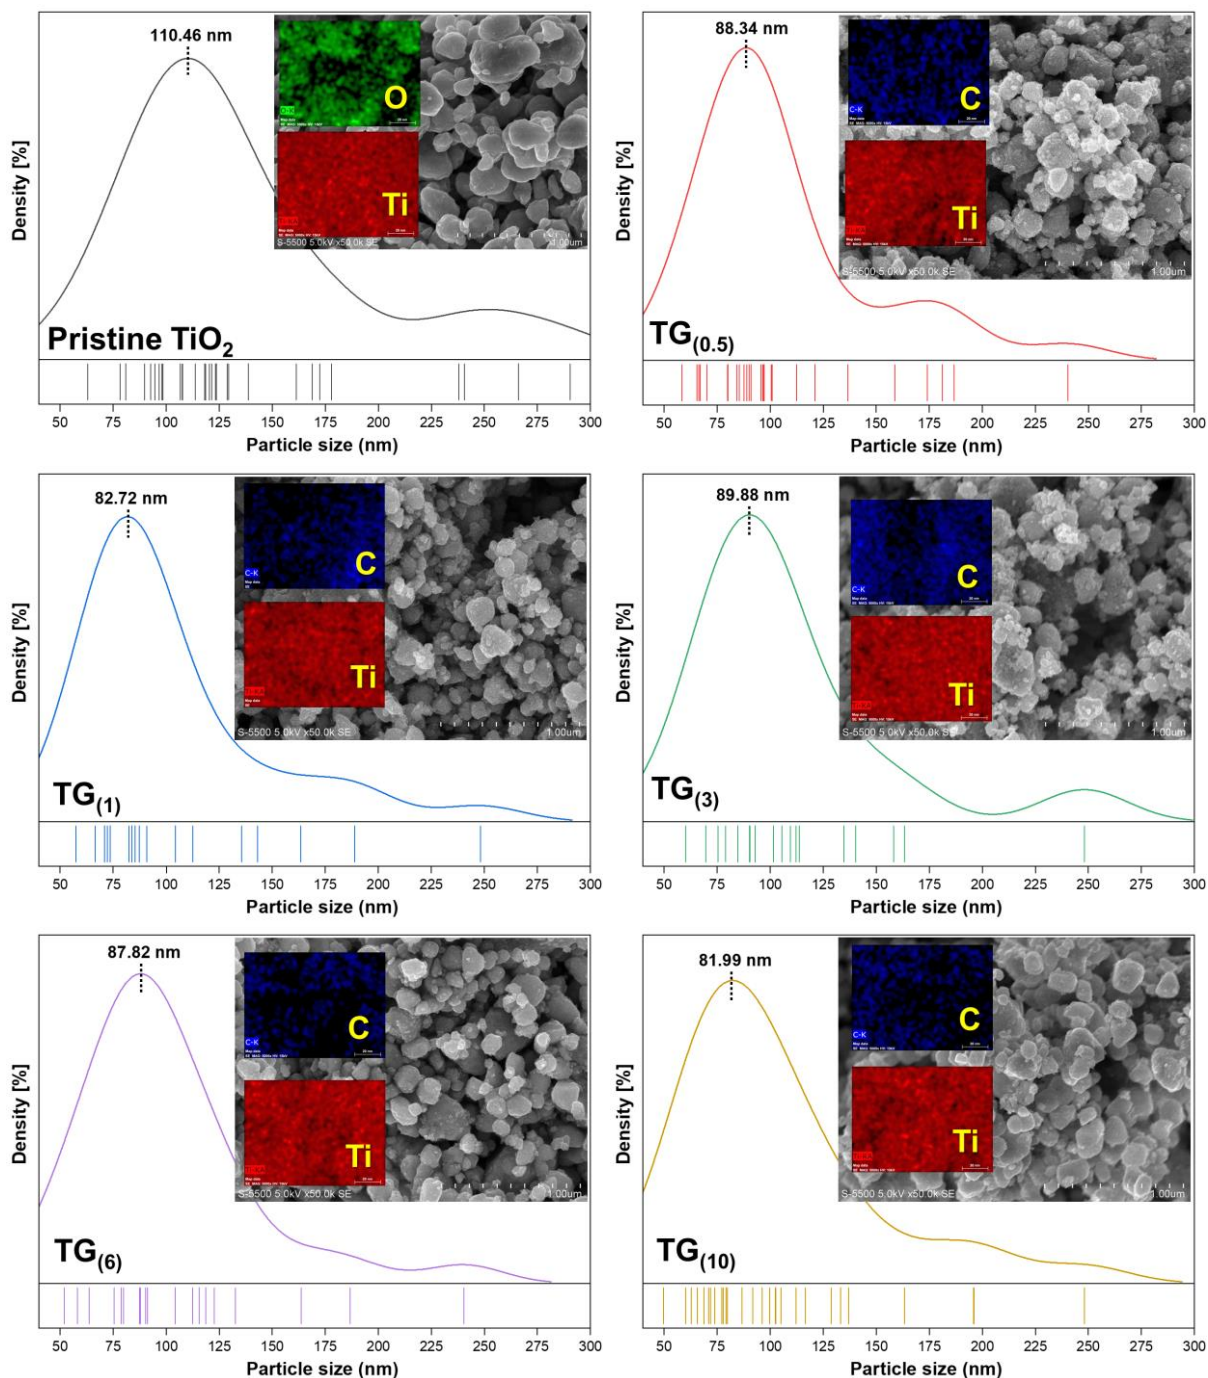 110.46 nm
O
O-K
Ti
S-5500 5.0kV x50.0k SE
1.00um
Density [%]
Pristine TiO₂
50 75 100 125 150 175 200 225 250 275 300
Particle size (nm)
88.34 nm
C
C-K
Ti
S-5500 5.0kV x50.0k SE
1.00um
Density [%]
TG(0.5)
50 75 100 125 150 175 200 225 250 275 300
Particle size (nm)
82.72 nm
C
C-K
Ti
S-5500 5.0kV x50.0k SE
1.00um
Density [%]
TG(1)
50 75 100 125 150 175 200 225 250 275 300
Particle size (nm)
89.88 nm
C
C-K
Ti
S-5500 5.0kV x50.0k SE
1.00um
Density [%]
TG(3)
50 75 100 125 150 175 200 225 250 275 300
Particle size (nm)
87.82 nm
C
C-K
Ti
S-5500 5.0kV x50.0k SE
1.00um
Density [%]
TG(6)
50 75 100 125 150 175 200 225 250 275 300
Particle size (nm)
81.99 nm
C
C-K
Ti
S-5500 5.0kV x50.0k SE
1.00um
Density [%]
TG(10)
50 75 100 125 150 175 200 225 250 275 300
Particle size (nm)